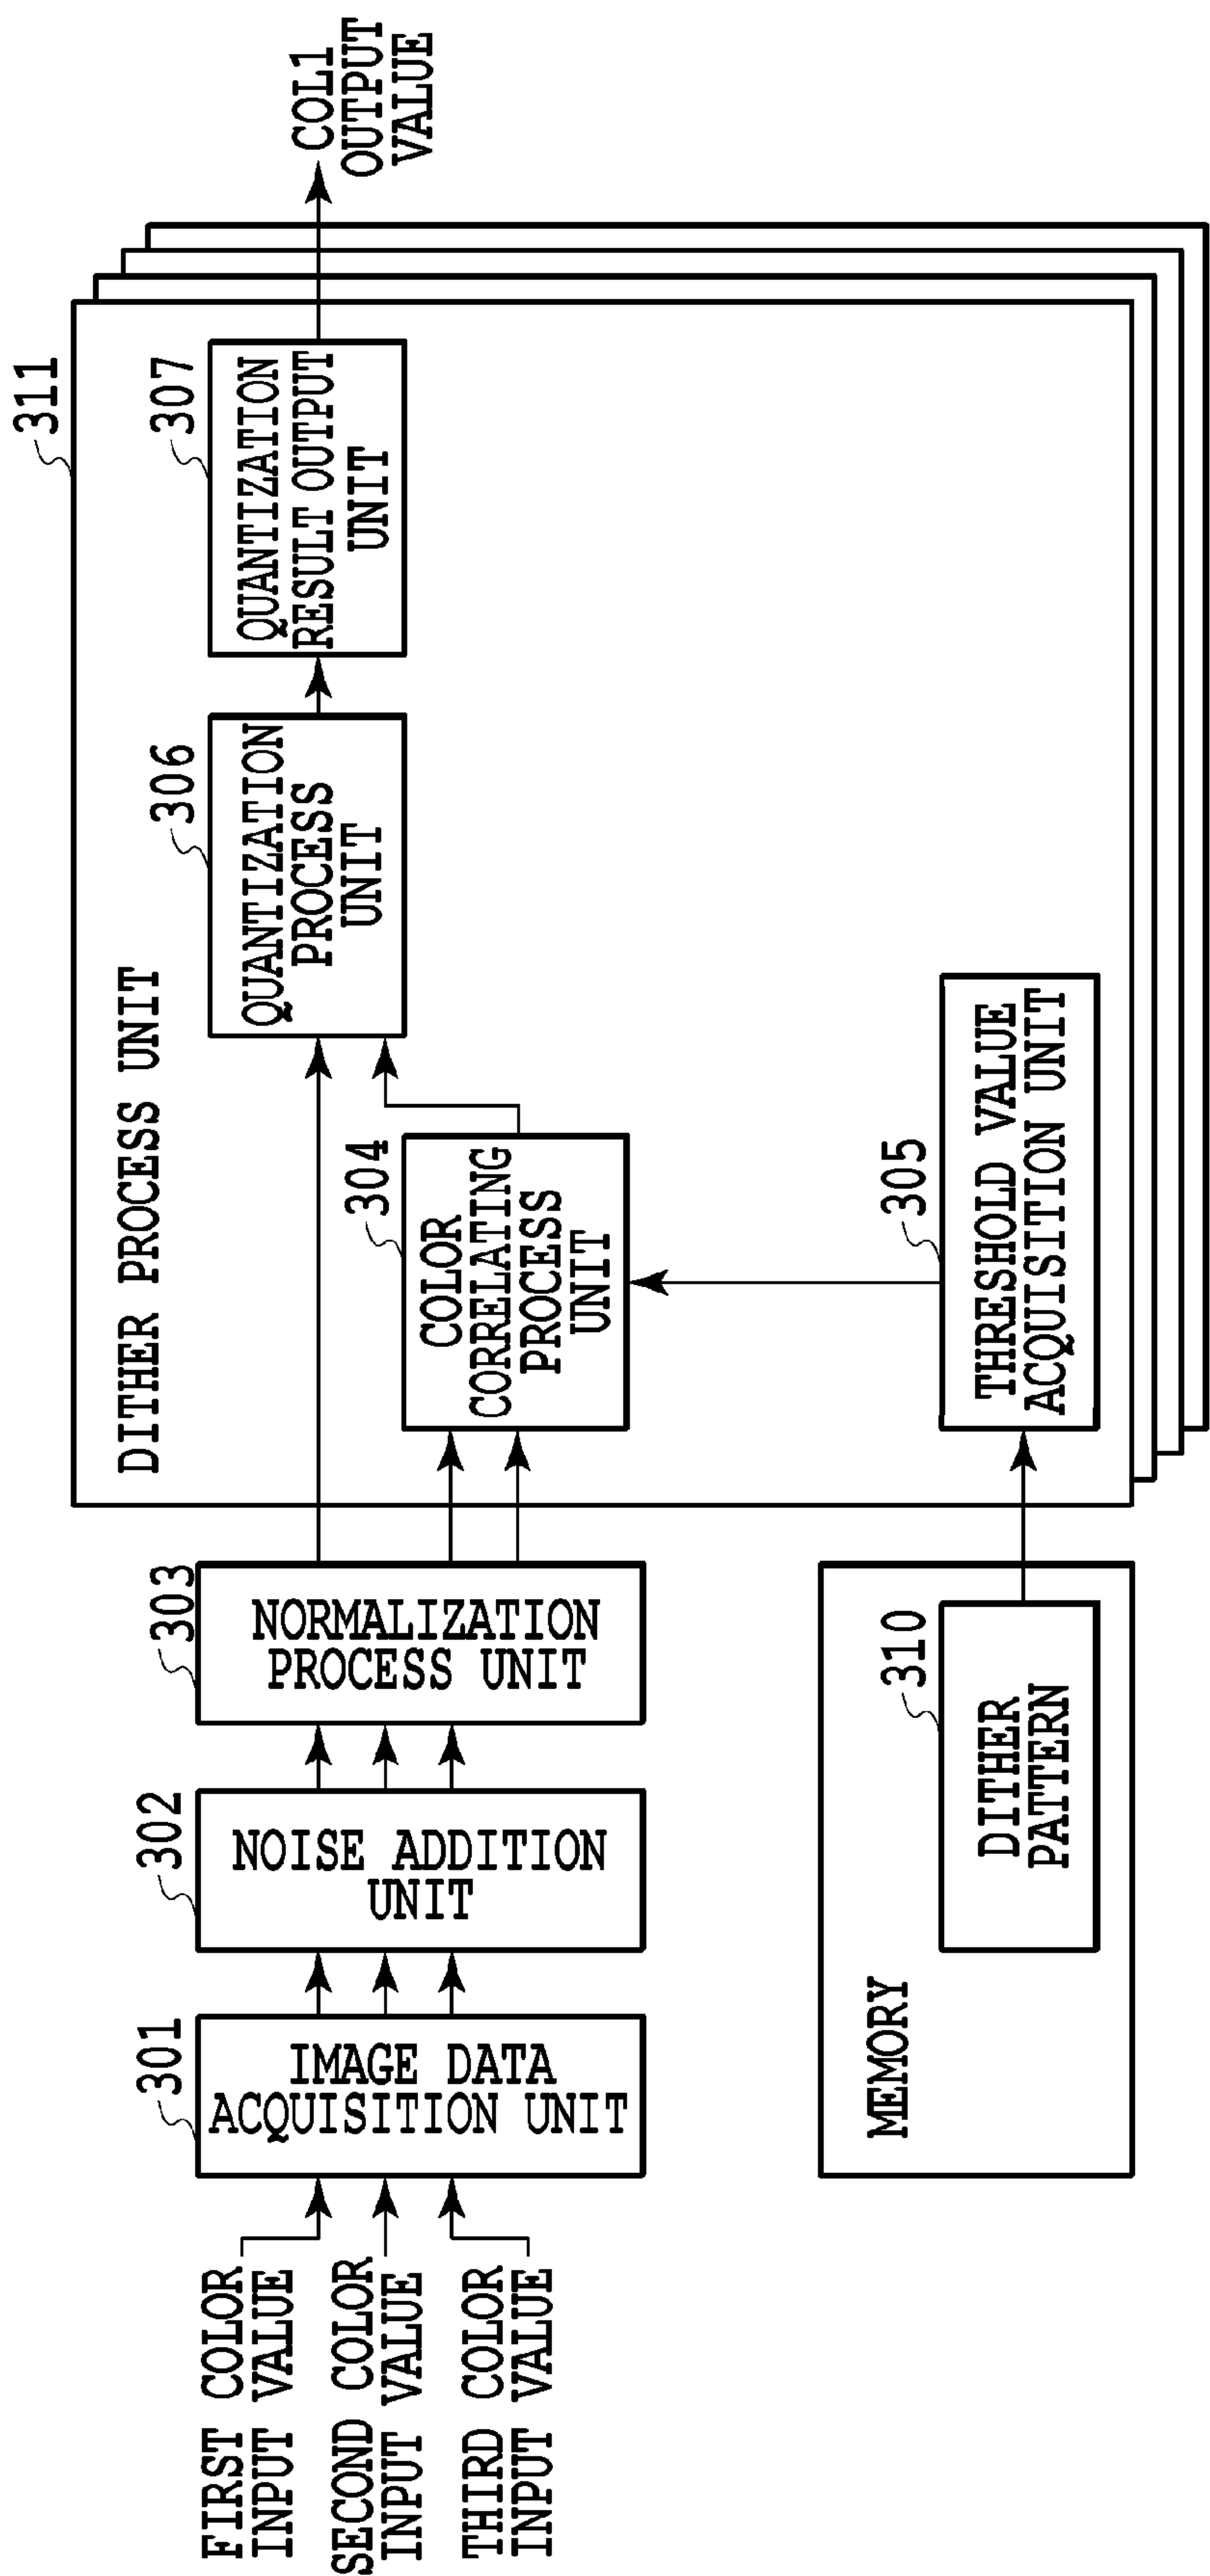 FIRST COLOR
INPUT VALUE
SECOND COLOR
INPUT VALUE
THIRD COLOR
INPUT VALUE
301
IMAGE DATA
ACQUISITION UNIT
302
NOISE ADDITION
UNIT
303
NORMALIZATION
PROCESS UNIT
MEMORY
310
DITHER
PATTERN
311
DITHER PROCESS UNIT
304
COLOR
CORRELATING
PROCESS
UNIT
305
THRESHOLD VALUE
ACQUISITION UNIT
306
QUANTIZATION
PROCESS
UNIT
307
QUANTIZATION
RESULT OUTPUT
UNIT
COL1
OUTPUT
VALUE